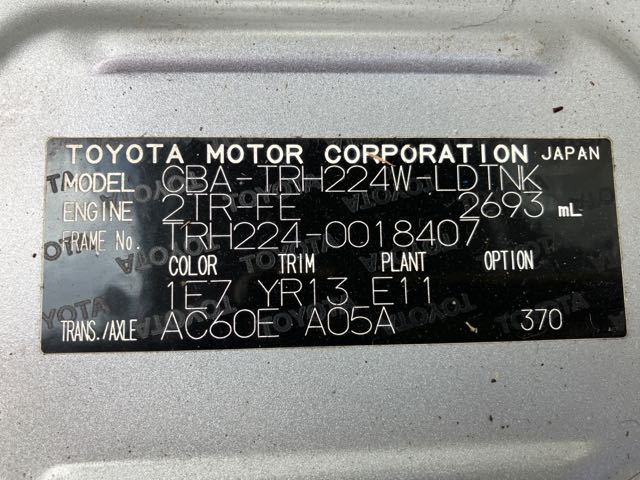 TOYOTA MOTOR CORPORATION JAPAN
MODEL CBA-TRH224W-LDTNK
ENGINE 2TR-FE 2693 mL
FRAME No. TRH224-0018407
COLOR TRIM PLANT OPTION
1E7 YR13 E11
TRANS./AXLE AC60E A05A 370